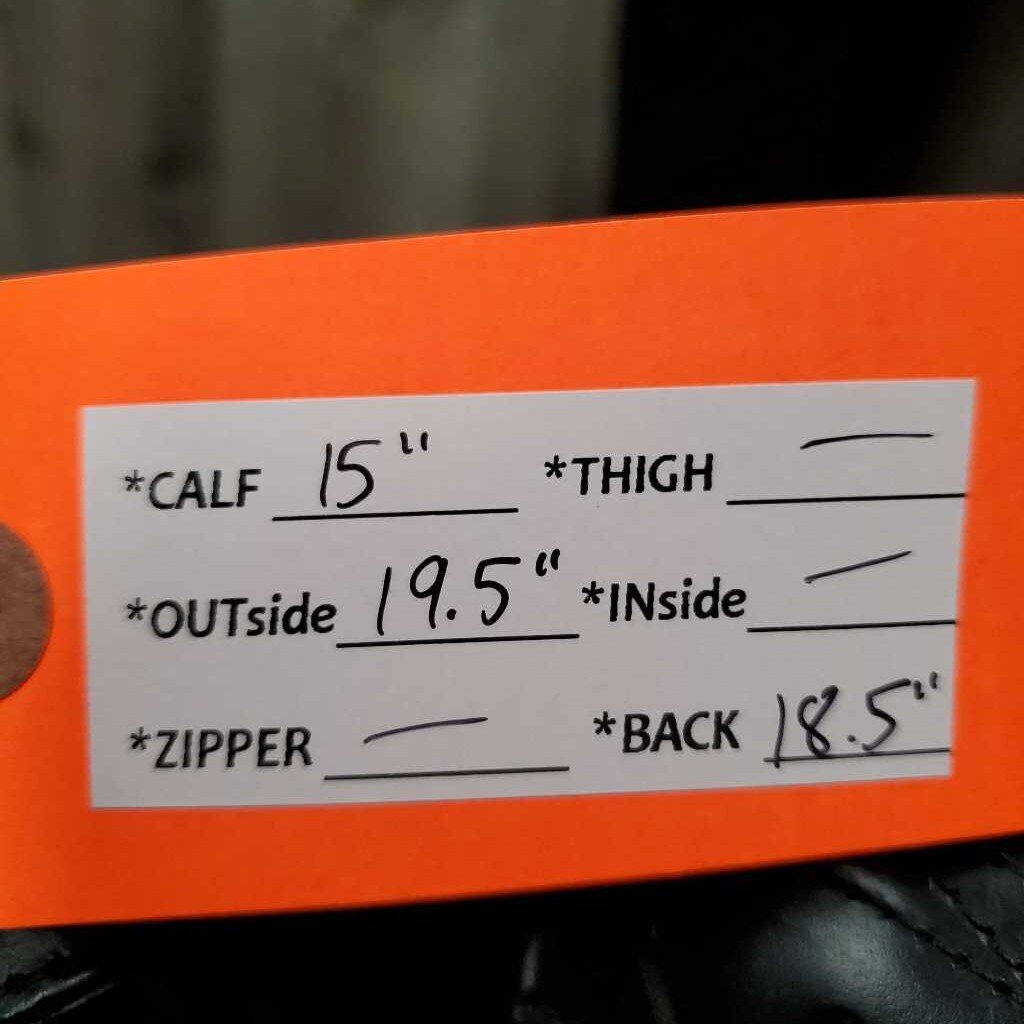 *CALF 15" *THIGH —
*OUTside 19.5" *INside —
*ZIPPER — *BACK 18.5"